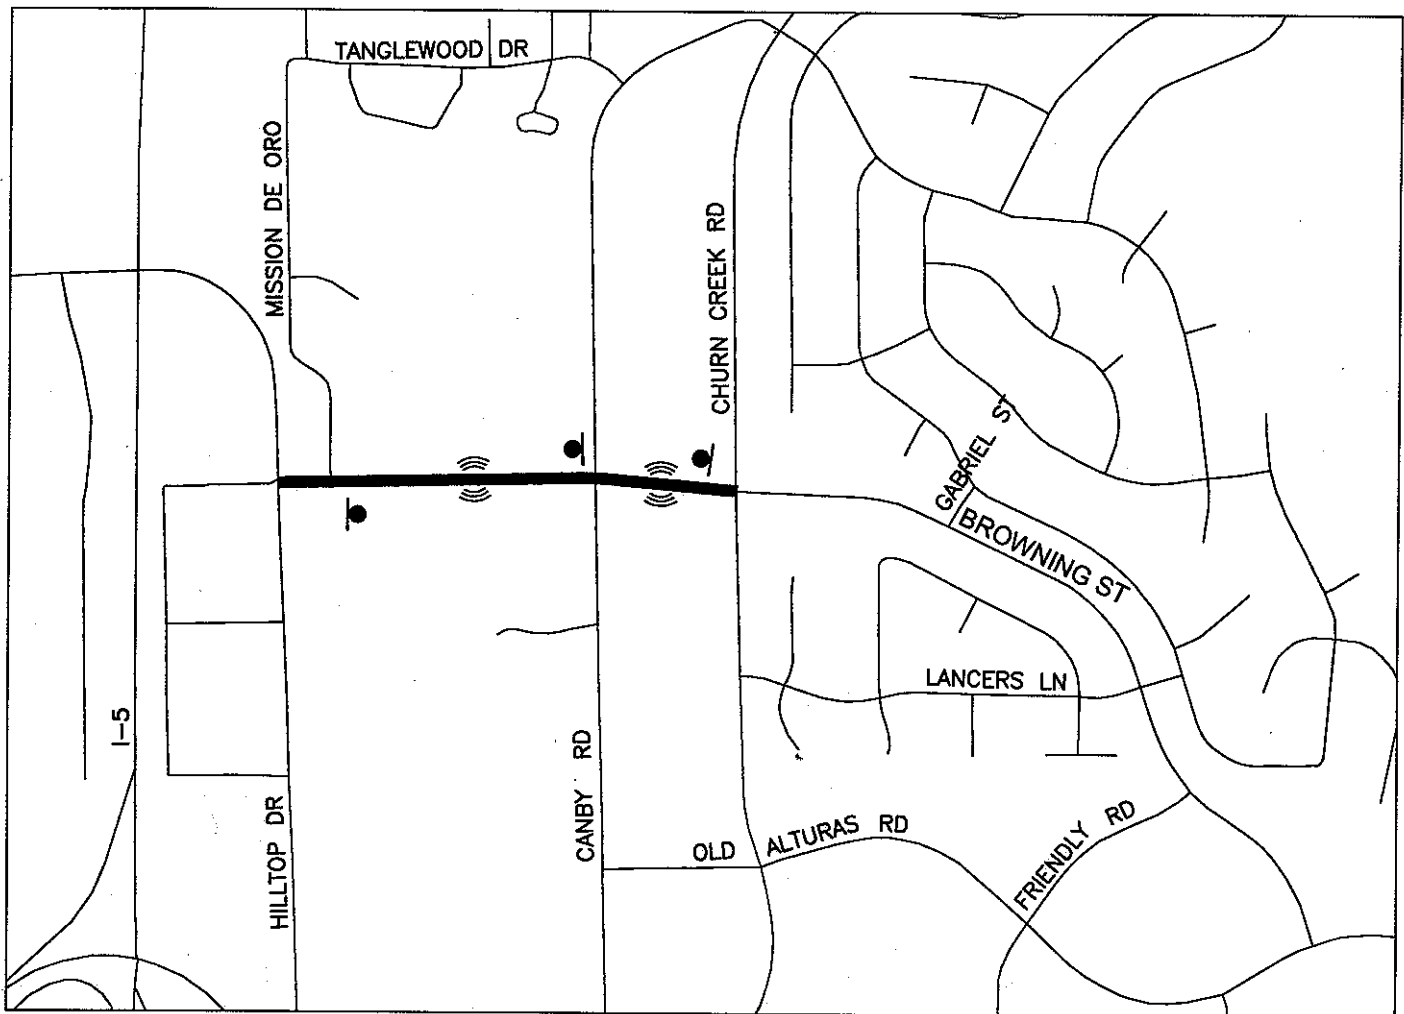 TANGLEWOOD DR
MISSION DE ORO
CHURN CREEK RD
GABRIEL ST
BROWNING ST
LANCERS LN
I-5
HILLTOP DR
CANBY RD
OLD ALTURAS RD
FRIENDLY RD